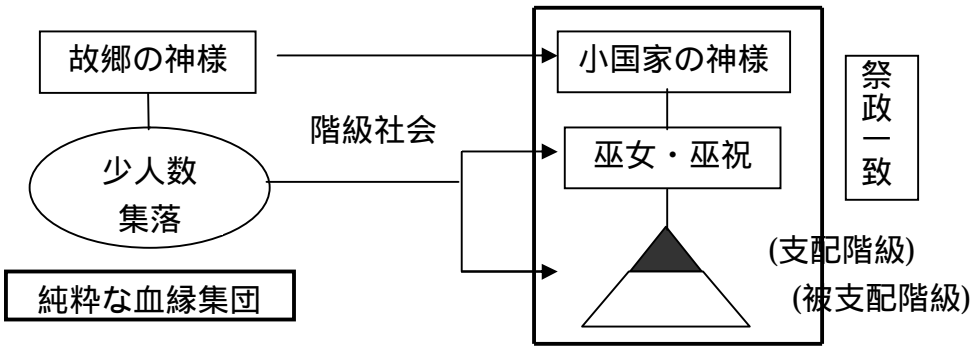 故郷の神様
少人数
集落
純粋な血縁集団
階級社会
小国家の神様
巫女・巫祝
(支配階級)
(被支配階級)
祭政一致